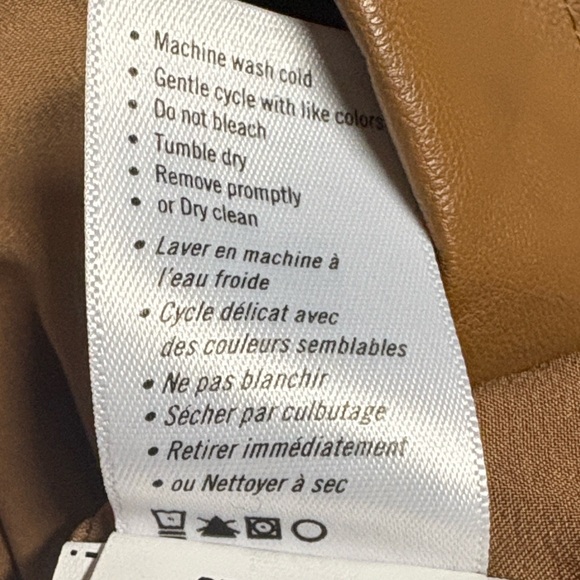 • Machine wash cold
• Gentle cycle with like colors
• Do not bleach
• Tumble dry
• Remove promptly
• or Dry clean
• Laver en machine à
l'eau froide
• Cycle délicat avec
des couleurs semblables
• Ne pas blanchir
• Sécher par culbutage
• Retirer immédiatement
• ou Nettoyer à sec